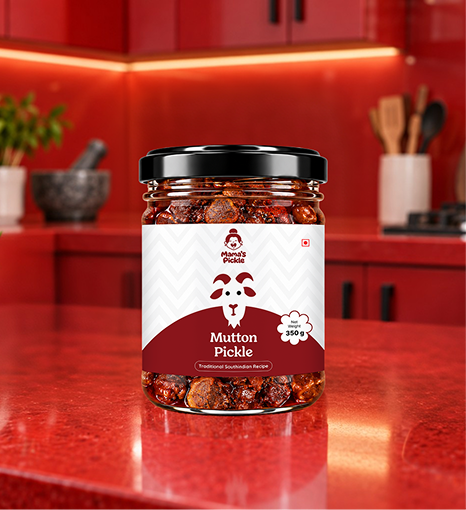 Mama's
Pickle
Mutton
Pickle
Net
Weight
350 g
Traditional Southindian Recipe